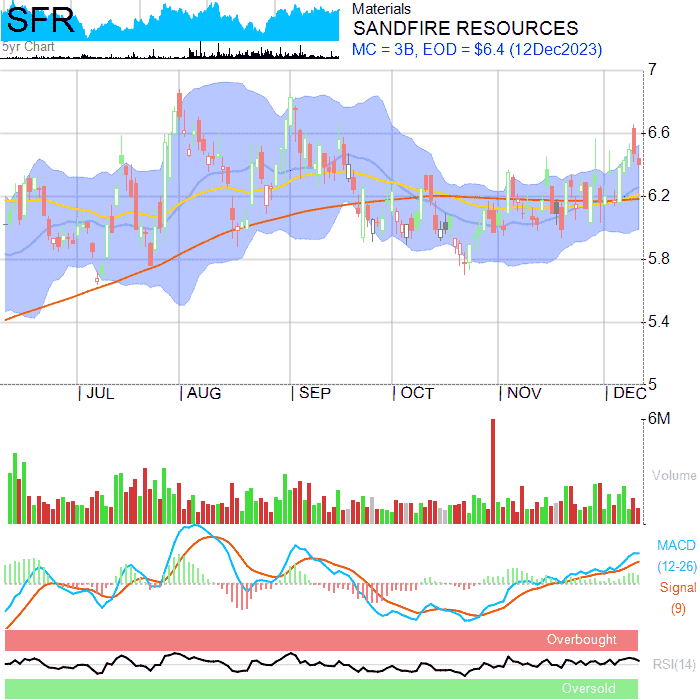 SFR
5yr Chart
Materials
SANDFIRE RESOURCES
MC = 3B, EOD = $6.4 (12Dec2023)
7
6.6
6.2
5.8
5.4
5
JUL AUG SEP OCT NOV DEC
6M
Volume
MACD
(12-26)
Signal
(9)
Overbought
RSI(14)
Oversold